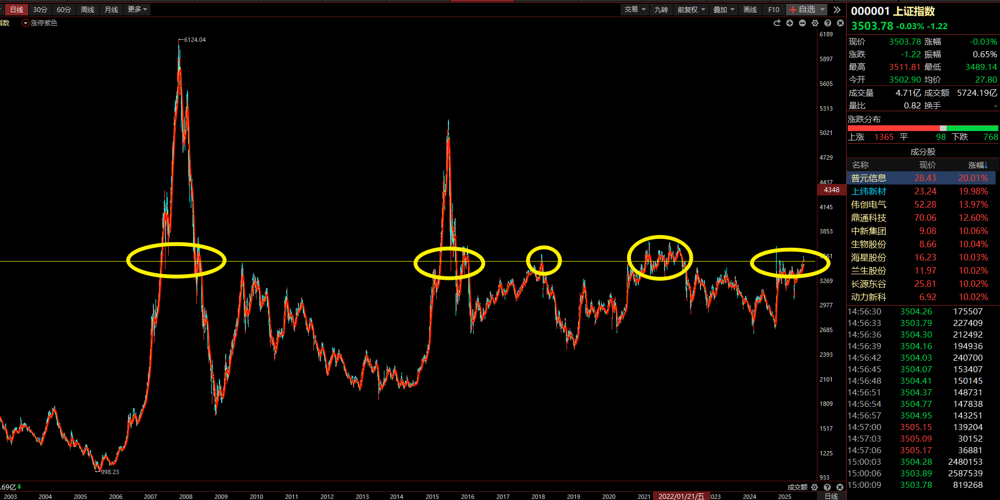 日线 30分 60分 周线 月线 更多 交易 九转 前复权 叠加 画线 F10 + 自选
指数 涨停紫色
6124.04
998.23
6189
5897
5605
5313
5021
4729
4437
4348
4145
3853
3561
3269
2977
2685
2393
2101
1809
1517
1225
933
.69亿 成交额
2003 2004 2005 2006 2007 2008 2009 2010 2011 2012 2013 2014 2015 2016 2017 2018 2019 2020 2021 2022/01/21/五 023 2024 2025 日线
000001 上证指数
3503.78 -0.03% -1.22
现价 3503.78 涨幅 -0.03%
涨跌 -1.22 振幅 0.65%
最高 3511.81 最低 3489.14
今开 3502.90 均价 27.80
成交量 4.71亿 成交额 5724.19亿
量比 0.82 换手 -
涨跌分布
上涨 1365 平 98 下跌 768
成分股
名称 现价 涨幅↓
普元信息 28.43 20.01%
上纬新材 23.24 19.98%
伟创电气 52.28 13.97%
鼎通科技 70.06 12.60%
中新集团 9.08 10.06%
生物股份 8.66 10.04%
海星股份 16.23 10.03%
兰生股份 11.97 10.02%
长源东谷 25.81 10.02%
动力新科 6.92 10.02%
14:56:30 3504.26 175507
14:56:33 3503.79 227409
14:56:36 3504.30 212492
14:56:39 3504.16 194936
14:56:42 3504.03 240700
14:56:45 3504.07 153407
14:56:48 3504.41 150145
14:56:51 3504.37 148731
14:56:54 3504.77 147838
14:56:57 3504.95 143251
14:57:00 3505.15 139204
14:57:03 3505.09 30152
14:57:06 3505.17 36881
15:00:03 3504.28 2480153
15:00:06 3503.89 2587539
15:00:09 3503.78 819268